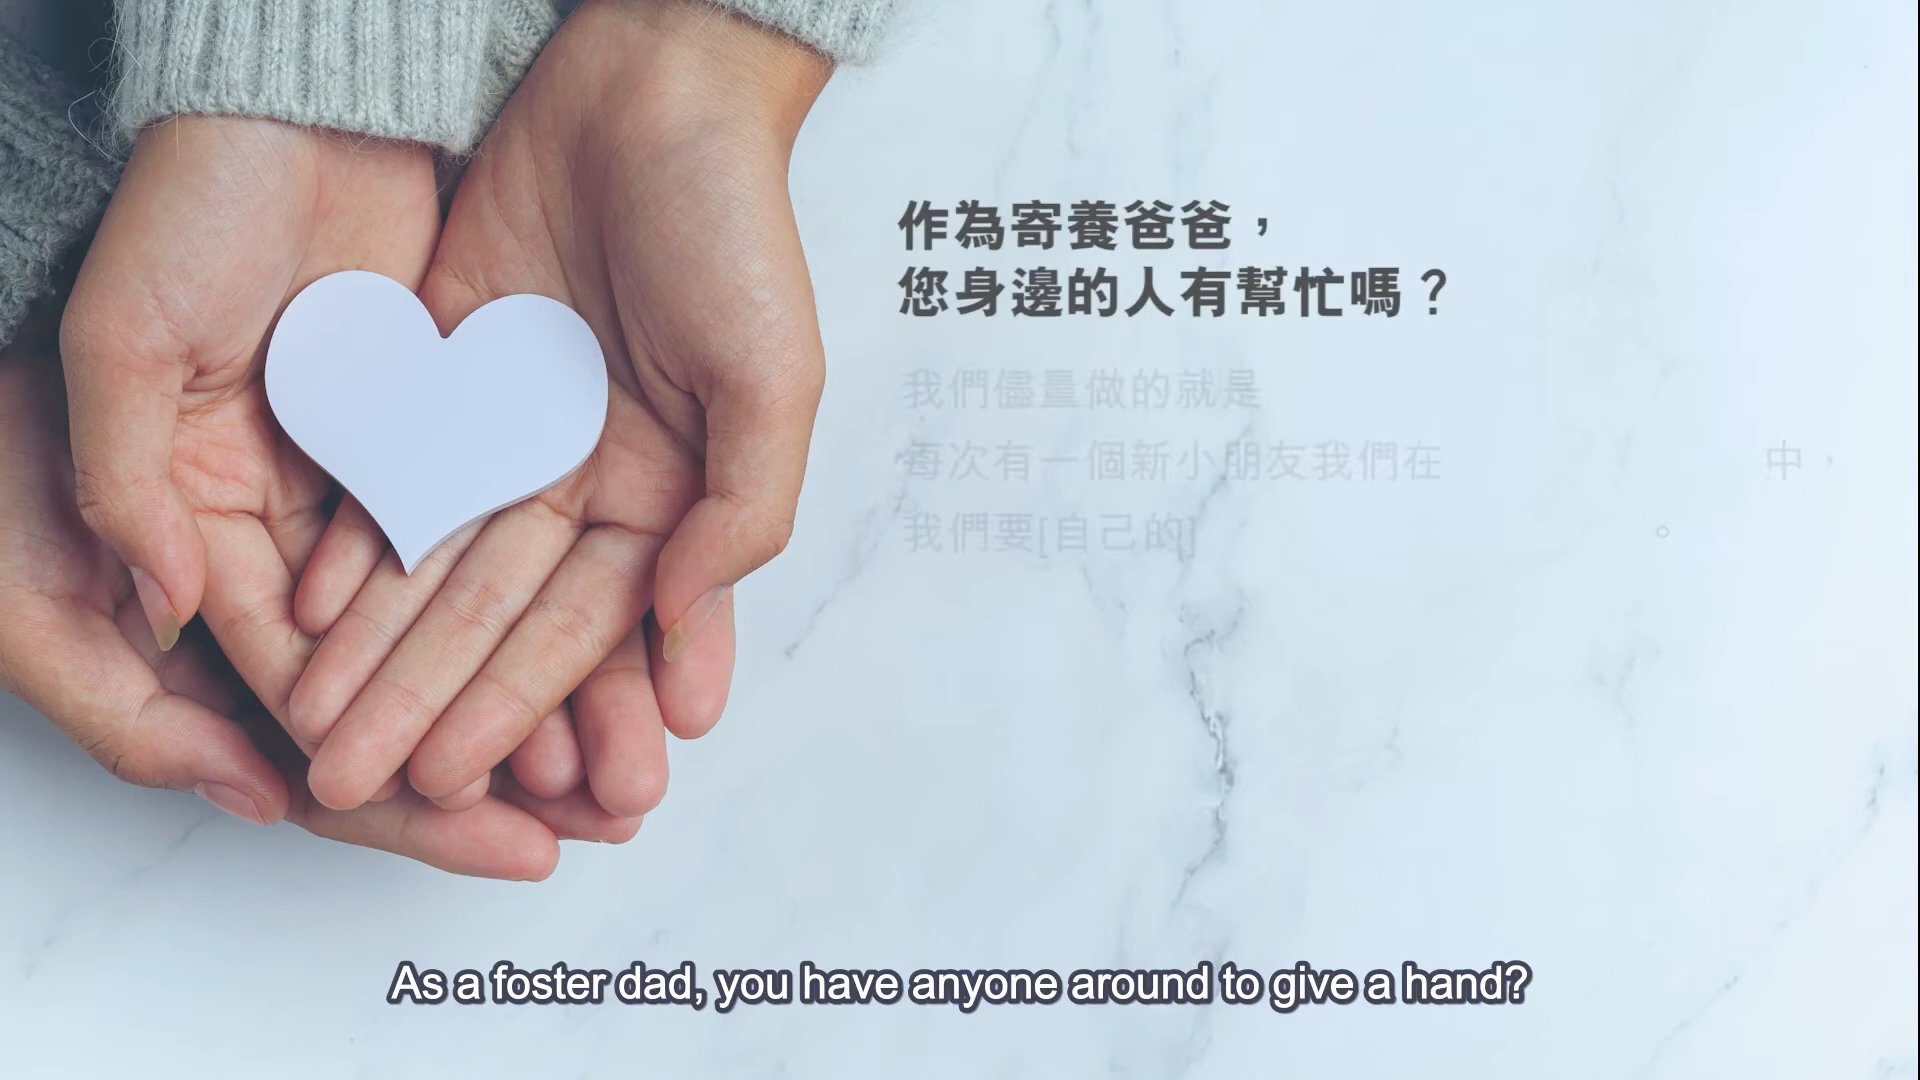 作為寄養爸爸，
您身邊的人有幫忙嗎？
我們儘量做的就是
每次有一個新小朋友我們在 中，
我們要[自己的] 。
As a foster dad, you have anyone around to give a hand?